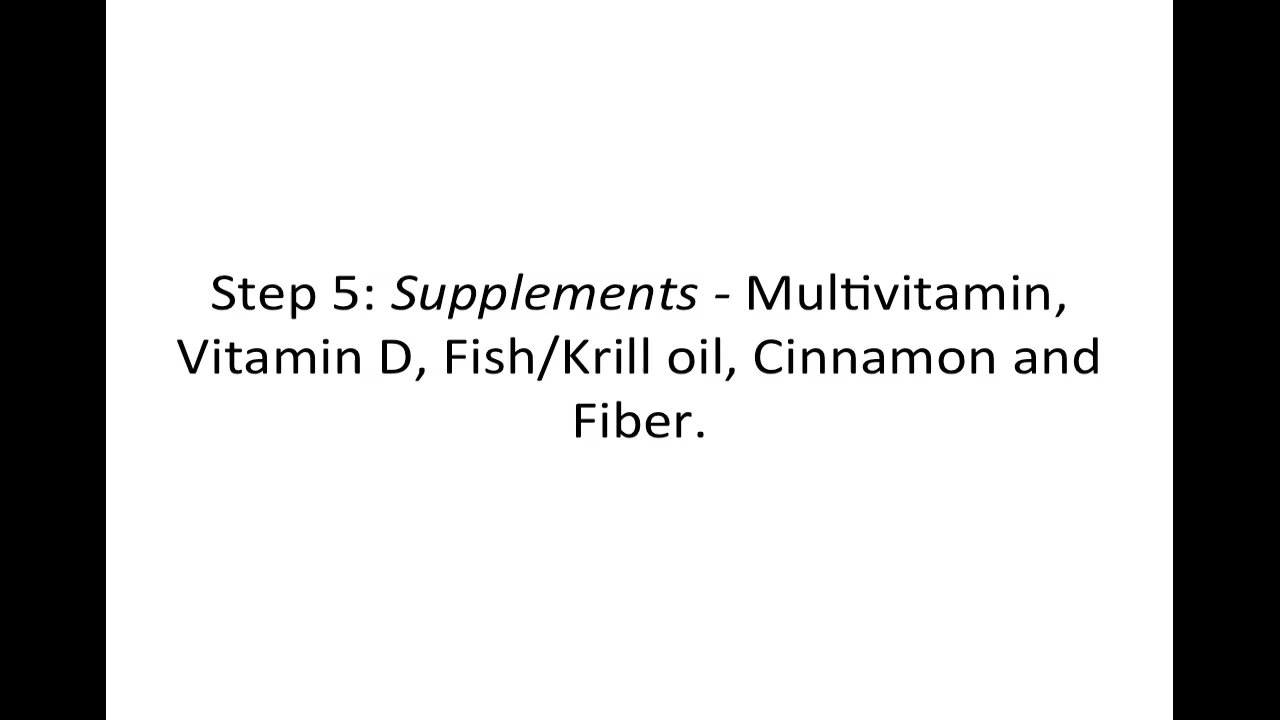 Step 5: Supplements - Multivitamin,
Vitamin D, Fish/Krill oil, Cinnamon and
Fiber.